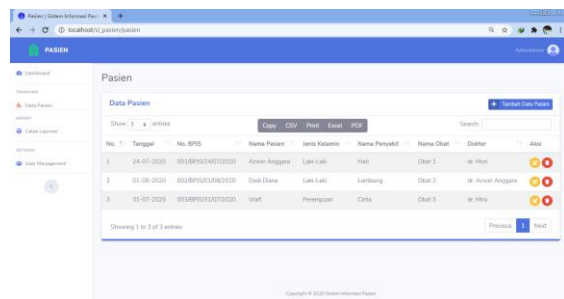 Pasien | Sistem Informasi Pasi
localhost/si_pasien/pasien
PASIEN
Administrator
Dashboard
Pasien
Data Pasien
Data Pasien
Tambah Data Pasien
Cetak Laporan
User Management
Show 5 entries
Copy CSV Print Excel PDF
Search:
No. Tanggal No. BPJS Nama Pasien Jenis Kelamin Nama Penyakit Nama Obat Dokter Aksi
1 24-07-2020 001/BPJS/24/07/2020 Azwen Anggara Laki-Laki Hati Obat 1 dr.
2 01-08-2020 002/BPJS/01/08/2020 Dodi Diana Laki-Laki Lambung Obat 2 dr. Azwen Anggara
3 31-07-2020 003/BPJS/31/07/2020 Wafi Perempuan Cinta Obat 3 dr. Mira
Showing 1 to 3 of 3 entries
Previous 1 Next
Copyright © 2020 Sistem Informasi Pasien